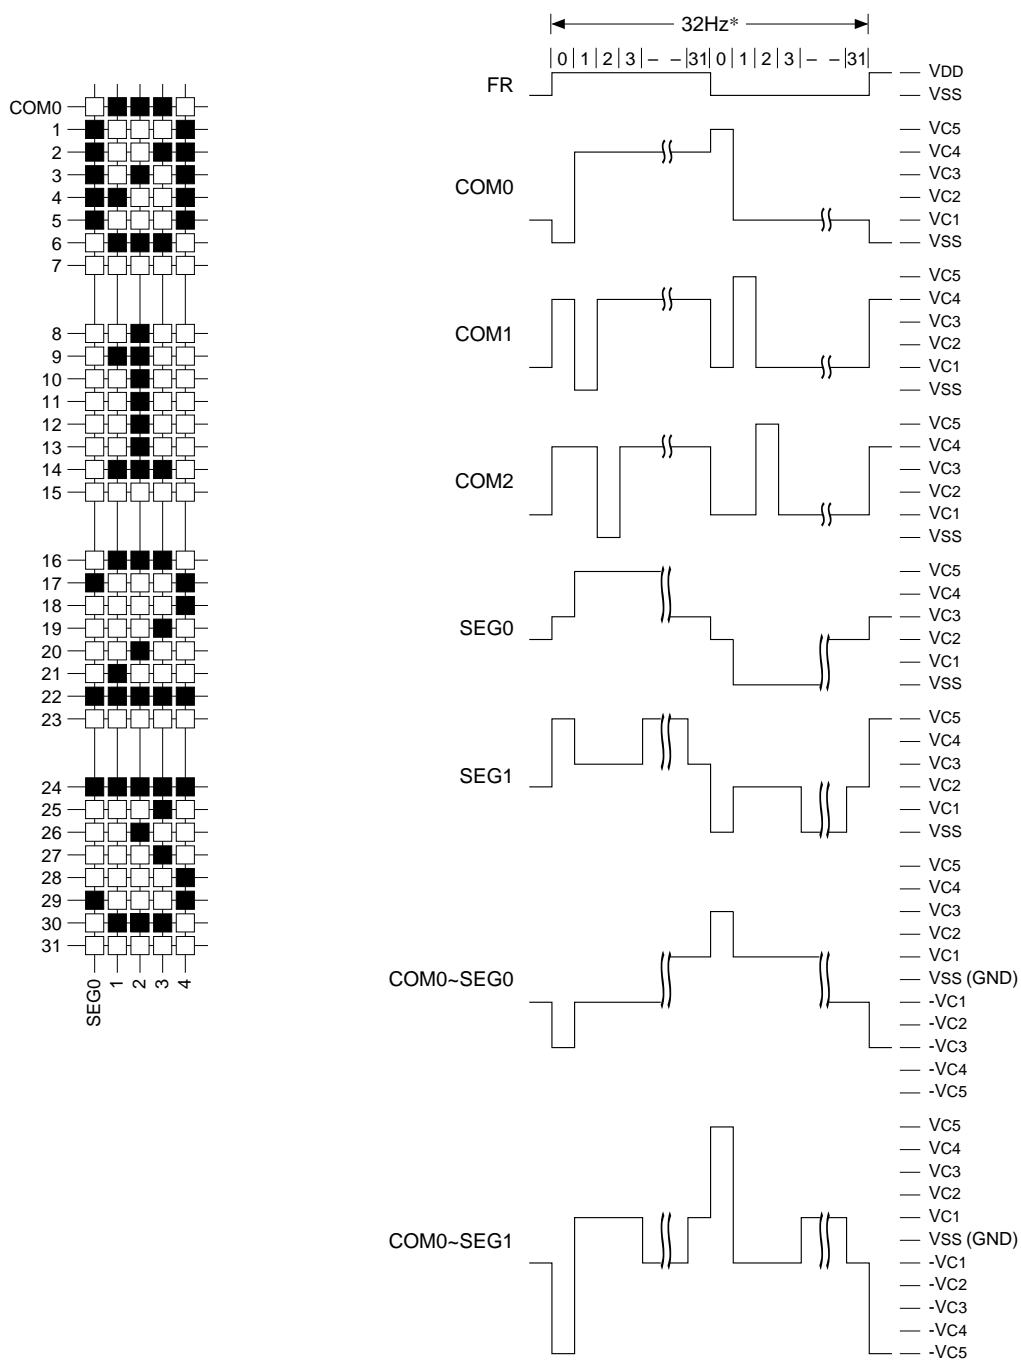 32Hz*
0 1 2 3 – – 31 0 1 2 3 – – 31
FR
VDD
VSS
COM0
1
2
3
4
5
6
7
8
9
10
11
12
13
14
15
16
17
18
19
20
21
22
23
24
25
26
27
28
29
30
31
SEG0
1
2
3
4
COM0
VC5
VC4
VC3
VC2
VC1
VSS
COM1
VC5
VC4
VC3
VC2
VC1
VSS
COM2
VC5
VC4
VC3
VC2
VC1
VSS
SEG0
VC5
VC4
VC3
VC2
VC1
VSS
SEG1
VC5
VC4
VC3
VC2
VC1
VSS
COM0~SEG0
VC5
VC4
VC3
VC2
VC1
VSS (GND)
-VC1
-VC2
-VC3
-VC4
-VC5
COM0~SEG1
VC5
VC4
VC3
VC2
VC1
VSS (GND)
-VC1
-VC2
-VC3
-VC4
-VC5